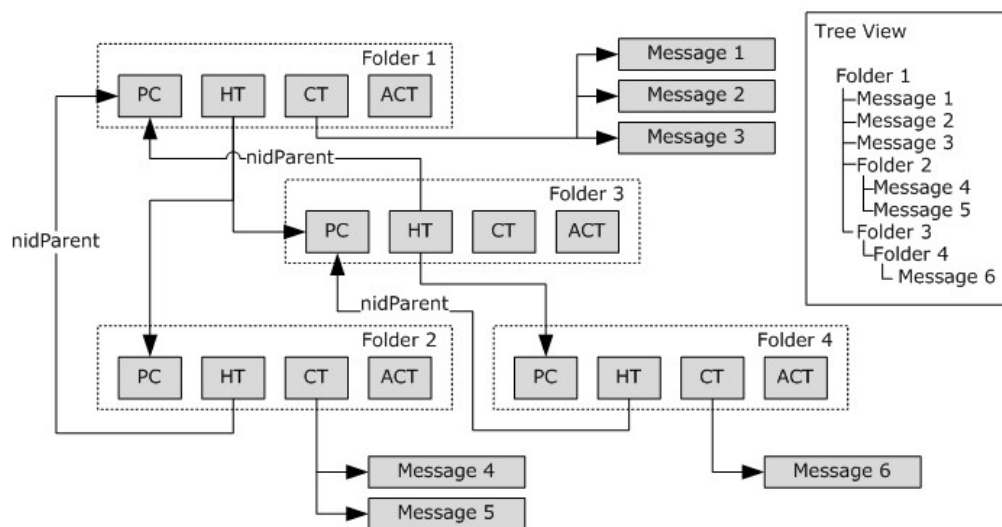 Folder 1
PC HT CT ACT
Message 1
Message 2
Message 3
nidParent
Folder 3
PC HT CT ACT
nidParent
nidParent
Folder 2
PC HT CT ACT
Folder 4
PC HT CT ACT
Message 4
Message 5
Message 6
Tree View
Folder 1
Message 1
Message 2
Message 3
Folder 2
Message 4
Message 5
Folder 3
Folder 4
Message 6